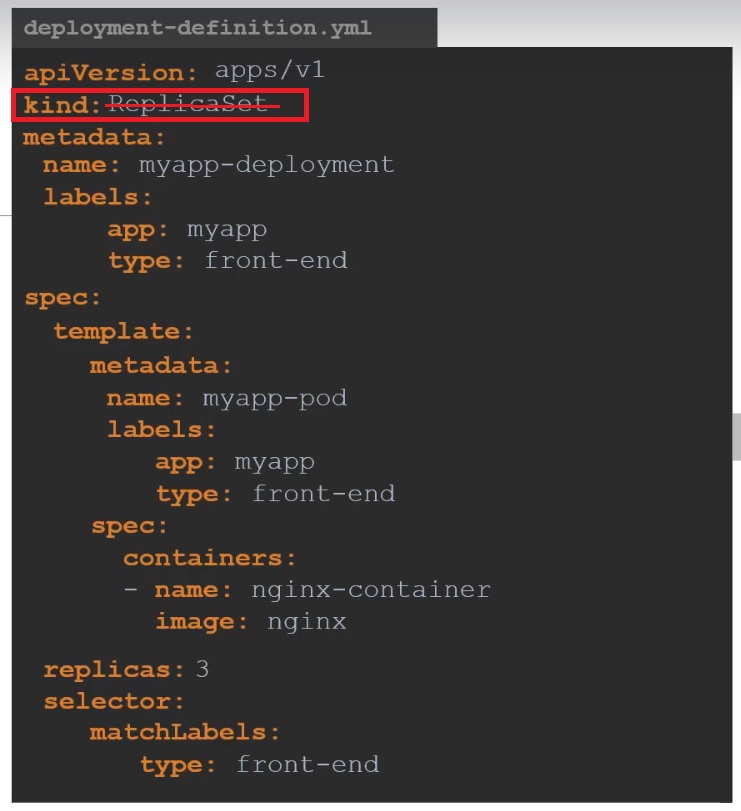 deployment-definition.yml
apiVersion: apps/v1
kind: ReplicaSet
metadata:
name: myapp-deployment
labels:
app: myapp
type: front-end
spec:
template:
metadata:
name: myapp-pod
labels:
app: myapp
type: front-end
spec:
containers:
- name: nginx-container
image: nginx
replicas: 3
selector:
matchLabels:
type: front-end